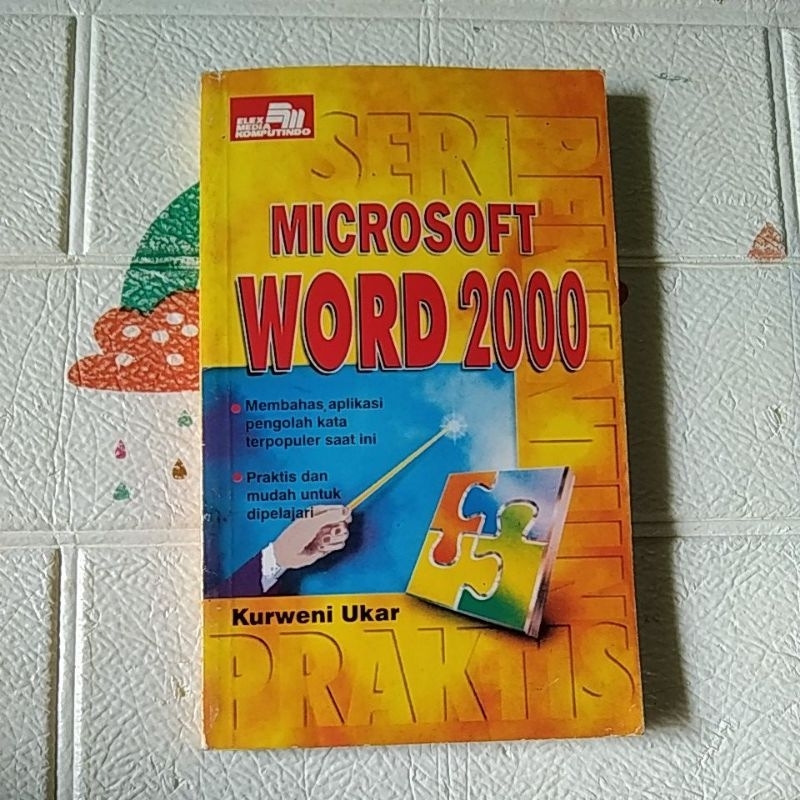 ELEX
MEDIA
KOMPUTINDO
SERI
PENUNTUN
PRAKTIS
MICROSOFT
WORD 2000
Membahas aplikasi
pengolah kata
terpopuler saat ini
Praktis dan
mudah untuk
dipelajari
Kurweni Ukar